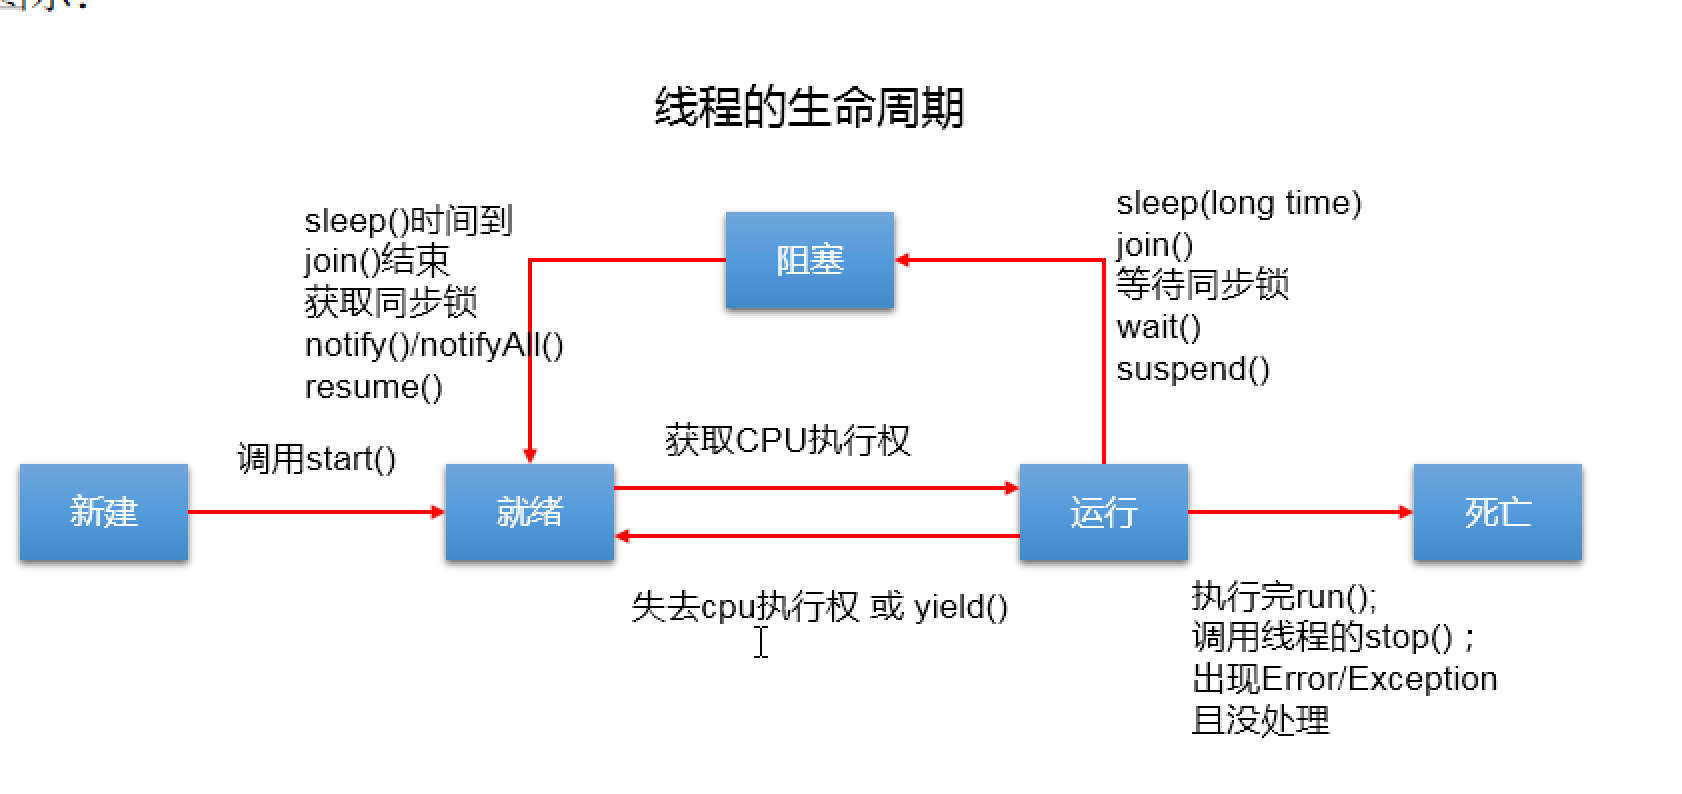 图示：
线程的生命周期
sleep()时间到
join()结束
获取同步锁
notify()/notifyAll()
resume()
阻塞
sleep(long time)
join()
等待同步锁
wait()
suspend()
调用start()
获取CPU执行权
新建
就绪
运行
死亡
失去cpu执行权 或 yield()
执行完run();
调用线程的stop()；
出现Error/Exception
且没处理